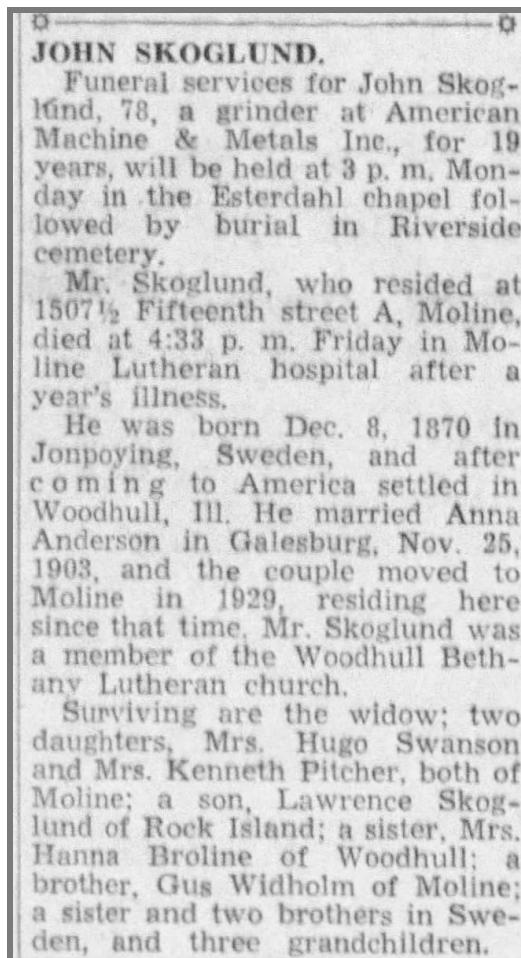 JOHN SKOGLUND.
Funeral services for John Skog-
lund, 78, a grinder at American
Machine & Metals Inc., for 19
years, will be held at 3 p. m. Mon-
day in the Esterdahl chapel fol-
lowed by burial in Riverside
cemetery.
Mr. Skoglund, who resided at
1507½ Fifteenth street A, Moline,
died at 4:33 p. m. Friday in Mo-
line Lutheran hospital after a
year's illness.
He was born Dec. 8, 1870 in
Jonpoying, Sweden, and after
coming to America settled in
Woodhull, Ill. He married Anna
Anderson in Galesburg, Nov. 25,
1903, and the couple moved to
Moline in 1929, residing here
since that time. Mr. Skoglund was
a member of the Woodhull Beth-
any Lutheran church.
Surviving are the widow; two
daughters, Mrs. Hugo Swanson
and Mrs. Kenneth Pitcher, both of
Moline; a son, Lawrence Skog-
lund of Rock Island; a sister, Mrs.
Hanna Broline of Woodhull; a
brother, Gus Widholm of Moline;
a sister and two brothers in Swe-
den, and three grandchildren.